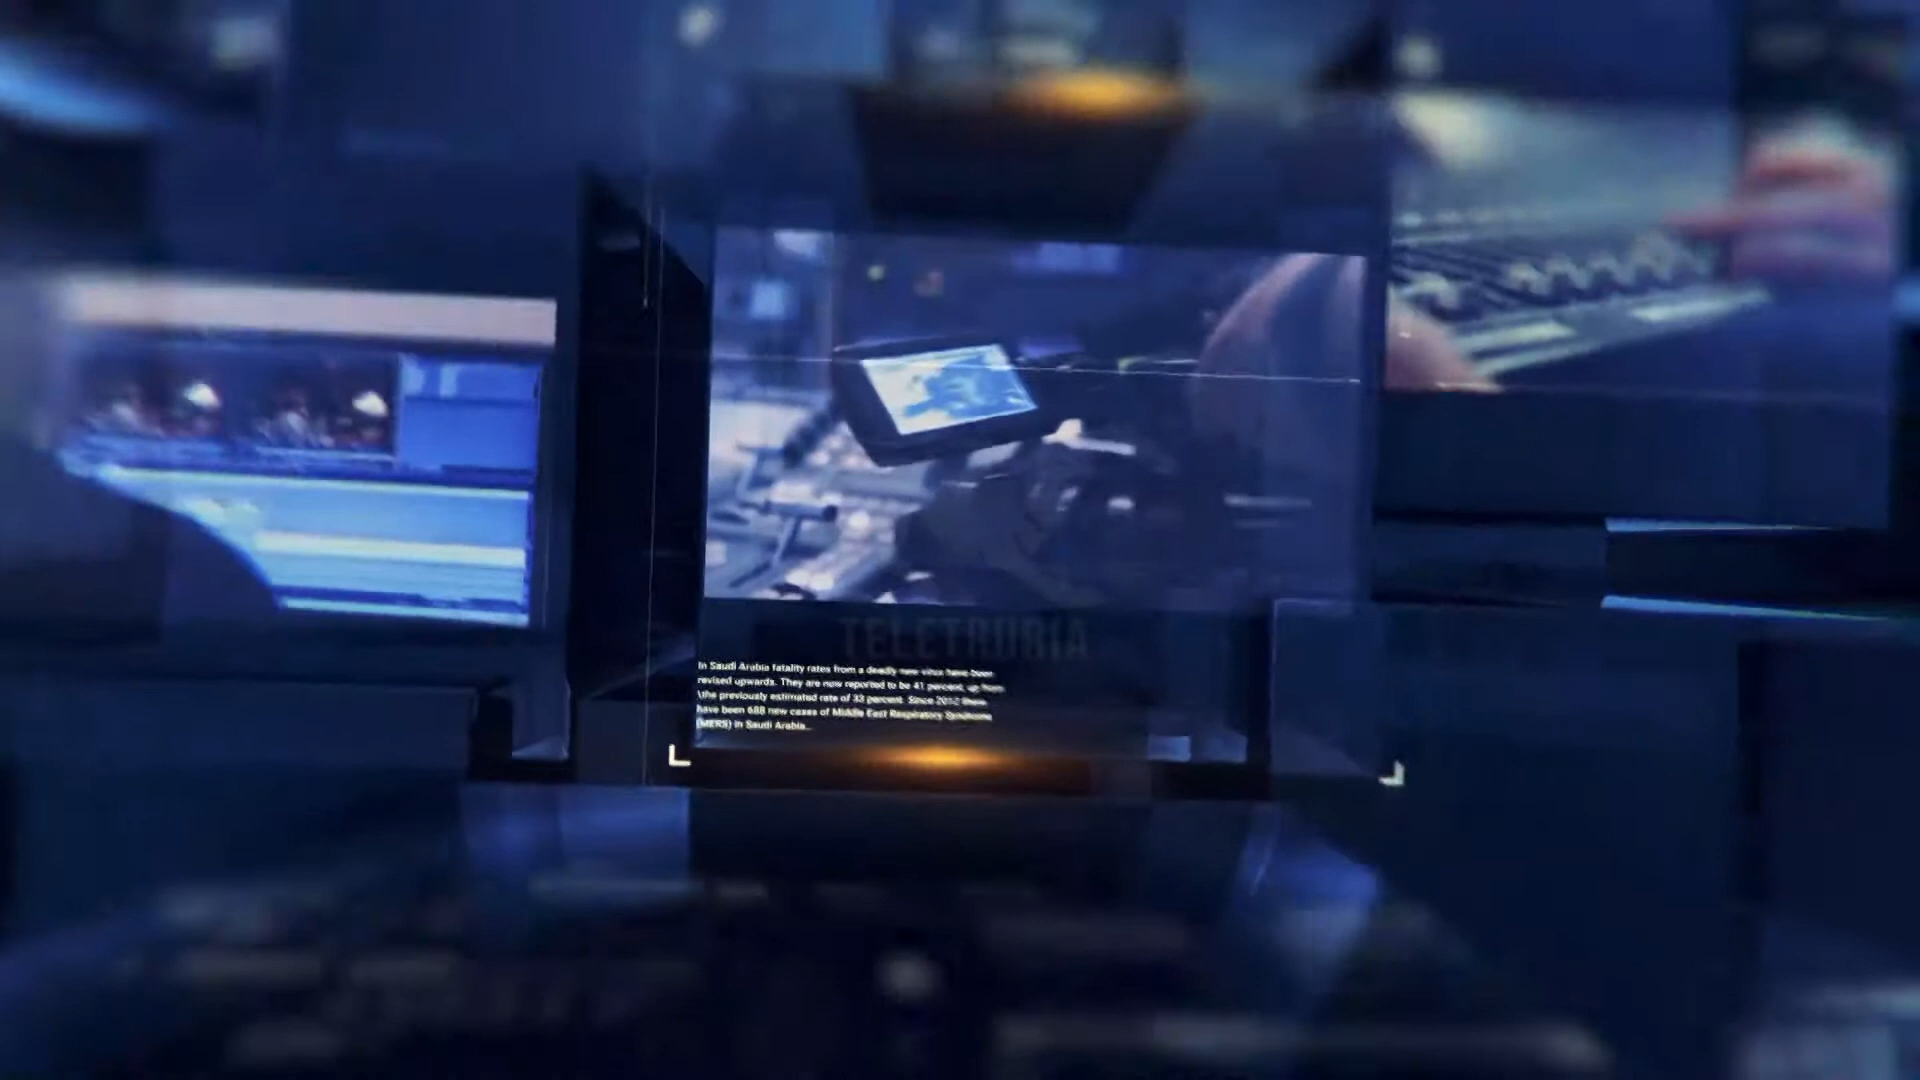 TELETRURIA
In Saudi Arabia fatality rates from a deadly new virus have been
revised upwards. They are now reported to be 41 percent, up from
\the previously estimated rate of 33 percent. Since 2012 there
have been 688 new cases of Middle East Respiratory Syndrome
(MERS) in Saudi Arabia...